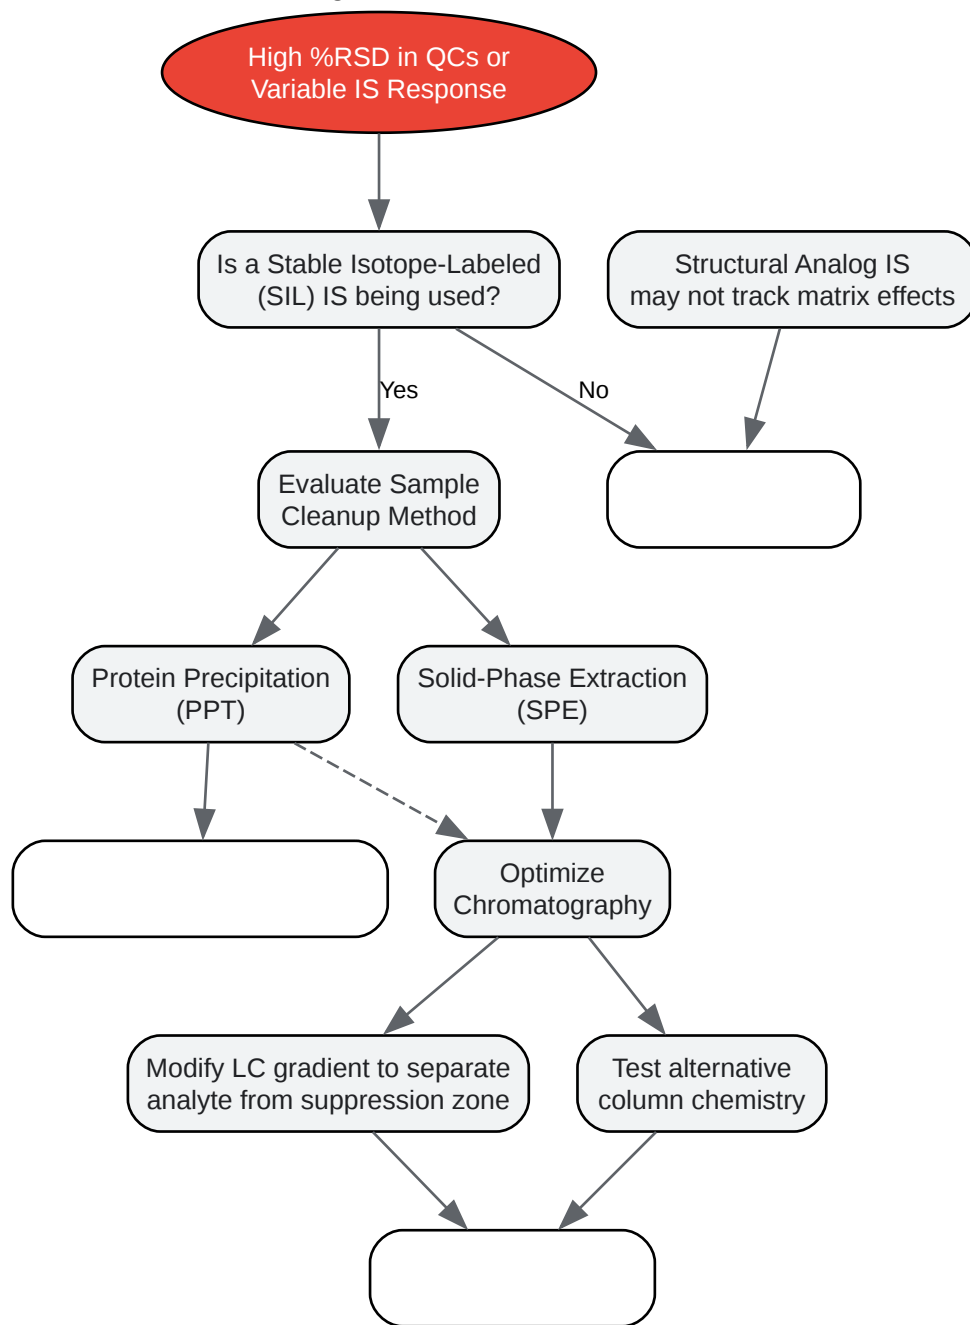 High %RSD in QCs or
Variable IS Response
Is a Stable Isotope-Labeled
(SIL) IS being used?
Structural Analog IS
may not track matrix effects
Yes
No
Evaluate Sample
Cleanup Method
Protein Precipitation
(PPT)
Solid-Phase Extraction
(SPE)
Optimize
Chromatography
Modify LC gradient to separate
analyte from suppression zone
Test alternative
column chemistry